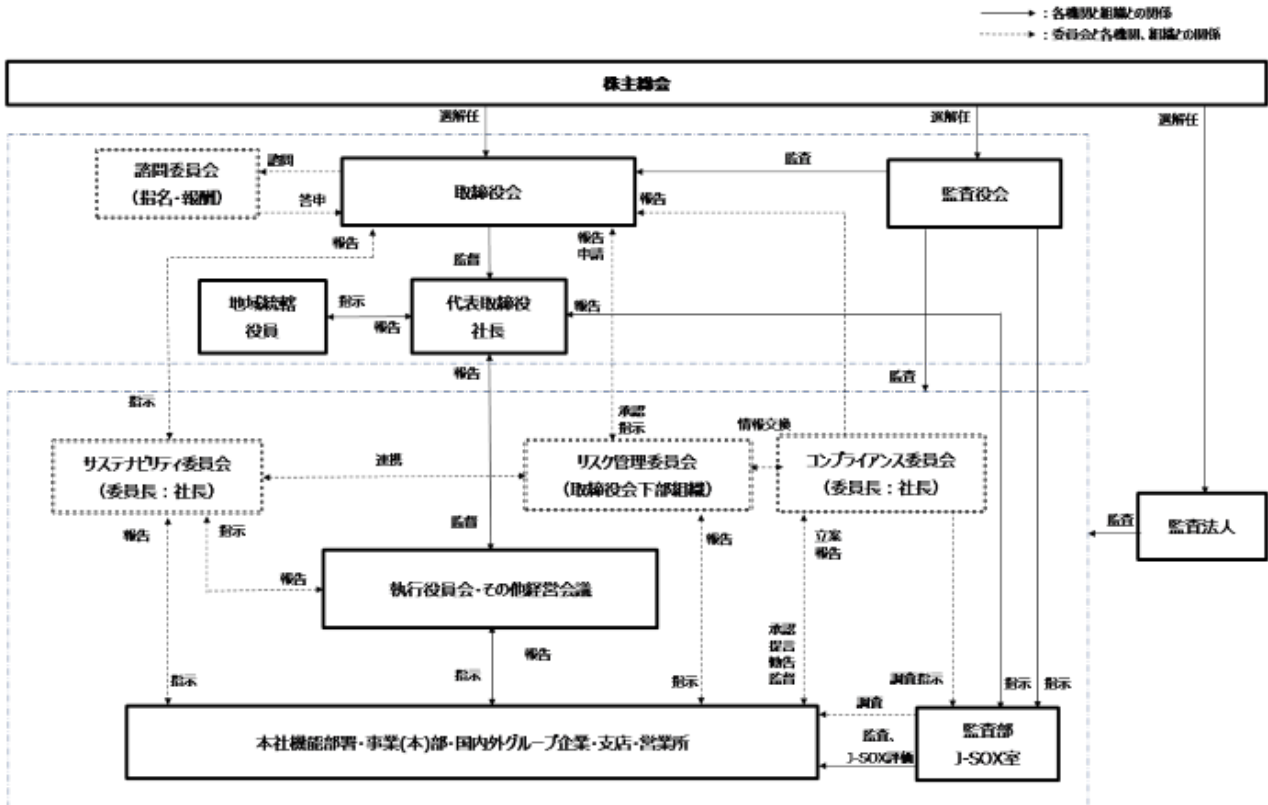 ：各機関と組織との関係
：委員会と各機関、組織との関係
株主総会
選解任
選解任
選解任
諮問委員会
（指名・報酬）
諮問
答申
取締役会
監査
報告
監査役会
報告
監督
報告
申請
地域統轄
役員
指示
報告
代表取締役
社長
報告
報告
監査
指示
承認
指示
情報交換
サステナビリティ委員会
（委員長：社長）
連携
リスク管理委員会
（取締役会下部組織）
コンプライアンス委員会
（委員長：社長）
報告
指示
監督
報告
立案
報告
監査
監査法人
報告
執行役員会・その他経営会議
承認
提言
勧告
監督
指示
報告
指示
指示
調査指示
指示
指示
本社機能部署・事業(本)部・国内外グループ企業・支店・営業所
調査
監査、
J-SOX評価
監査部
J-SOX室